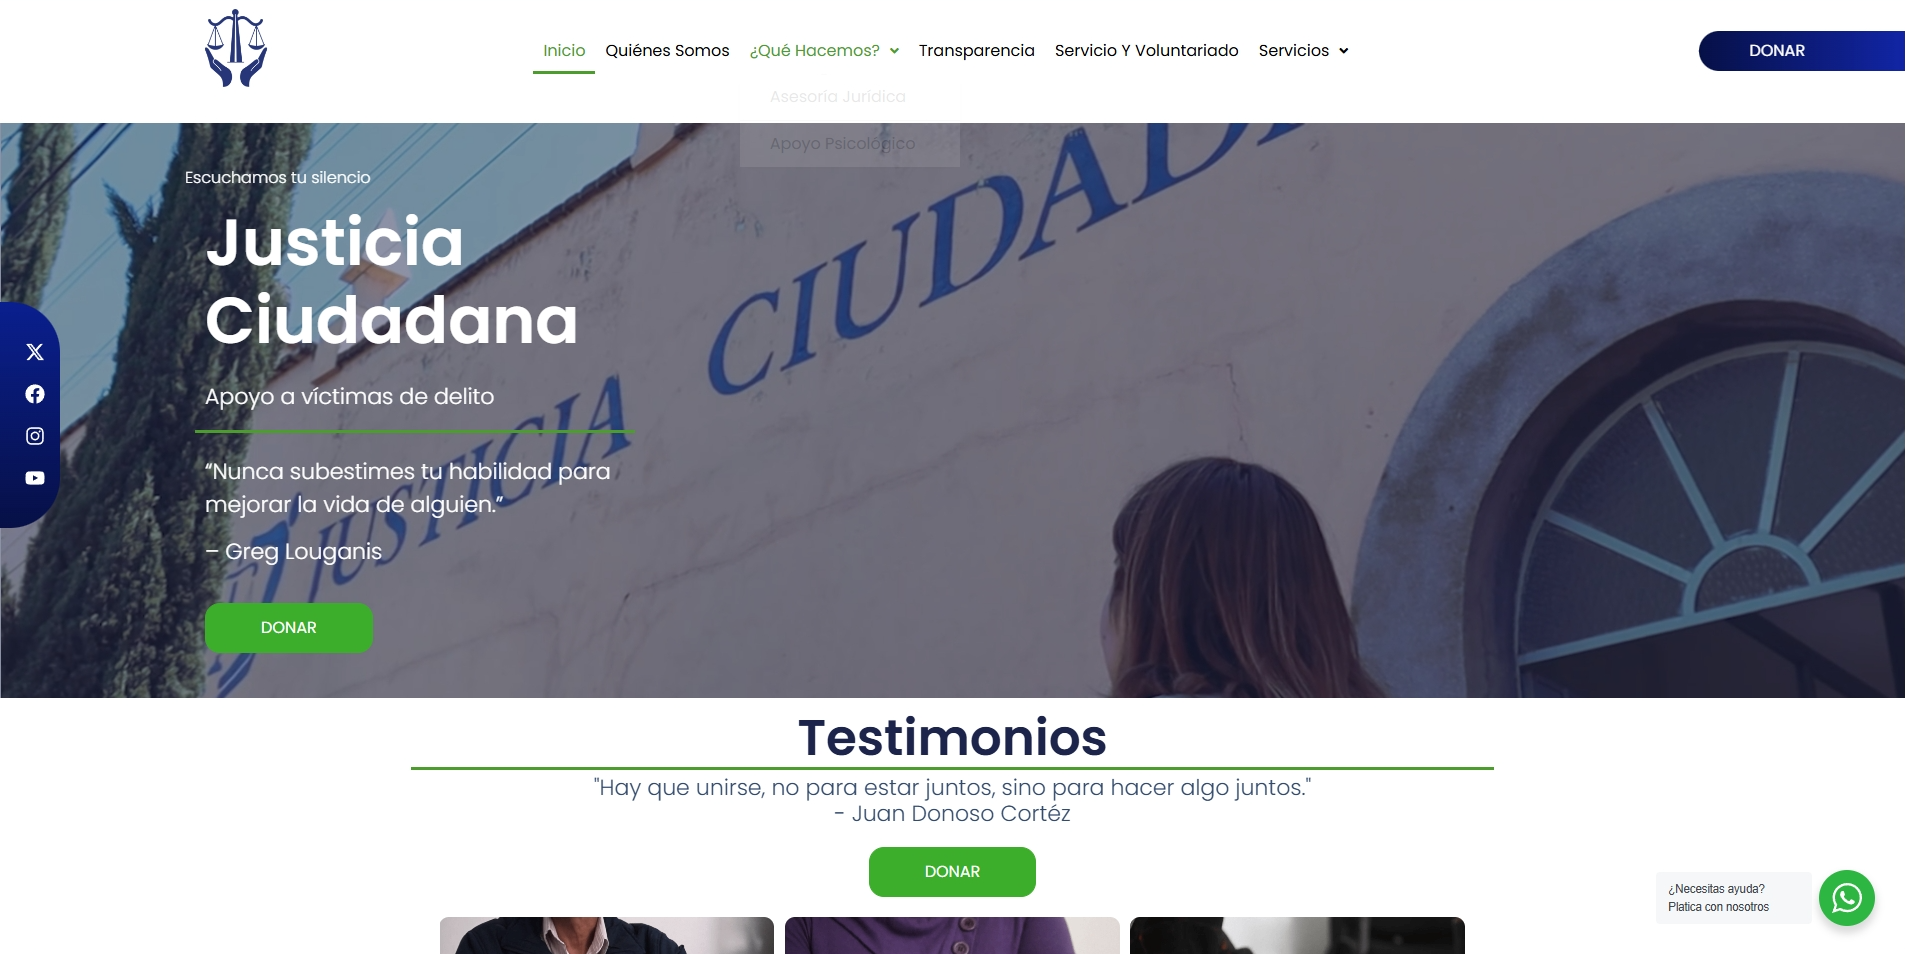 Inicio
Quiénes Somos
¿Qué Hacemos?
Transparencia
Servicio Y Voluntariado
Servicios
DONAR
Asesoría Jurídica
Apoyo Psicológico
Escuchamos tu silencio
Justicia
Ciudadana
JUSTICIA CIUDADA
Apoyo a víctimas de delito
“Nunca subestimes tu habilidad para
mejorar la vida de alguien.”
– Greg Louganis
DONAR
Testimonios
"Hay que unirse, no para estar juntos, sino para hacer algo juntos."
- Juan Donoso Cortéz
DONAR
¿Necesitas ayuda?
Platica con nosotros